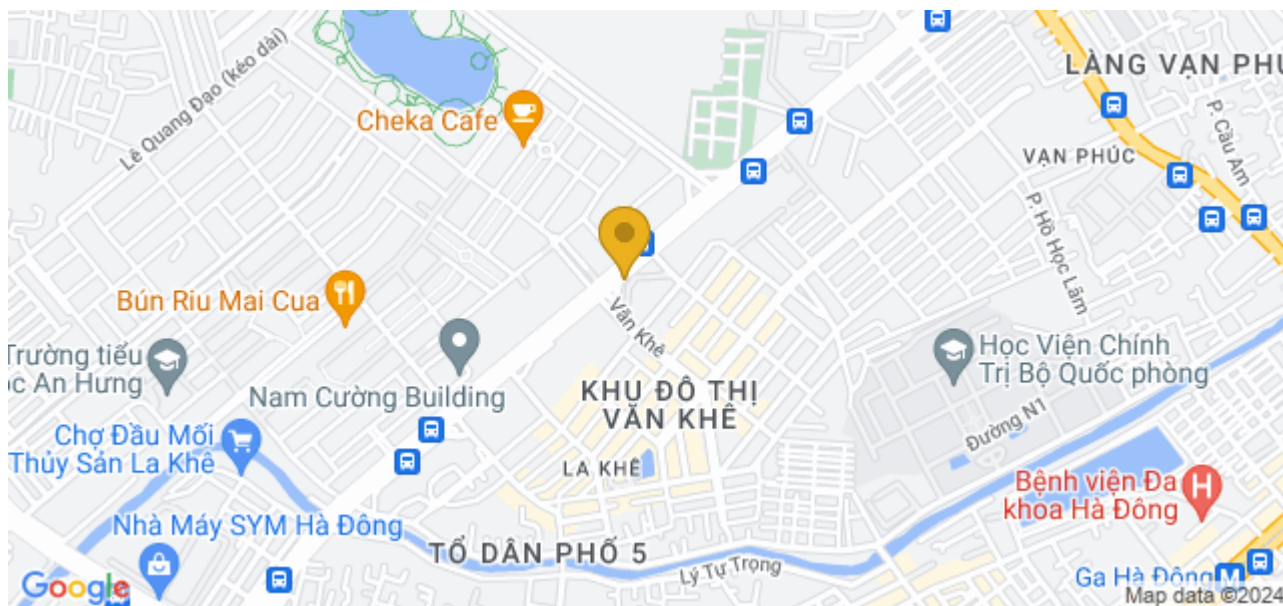 LÀNG VẠN PHÚ
Lê Quang Đạo (kéo dài)
Cheka Cafe
P. Cầu Am
VẠN PHÚC
P. Hồ Học Lãm
Bún Riu Mai Cua
Văn Khê
Trường tiểu
ọc An Hưng
Nam Cường Building
Học Viện Chính
Trị Bộ Quốc phòng
KHU ĐÔ THỊ
VĂN KHÊ
Chợ Đầu Mối
Thủy Sản La Khê
LA KHÊ
Đường N1
Bệnh viện Đa
khoa Hà Đông
H
Nhà Máy SYM Hà Đông
TỔ DÂN PHỐ 5
Lý Tự Trọng
Ga Hà Đông
M
Google
Map data ©2024